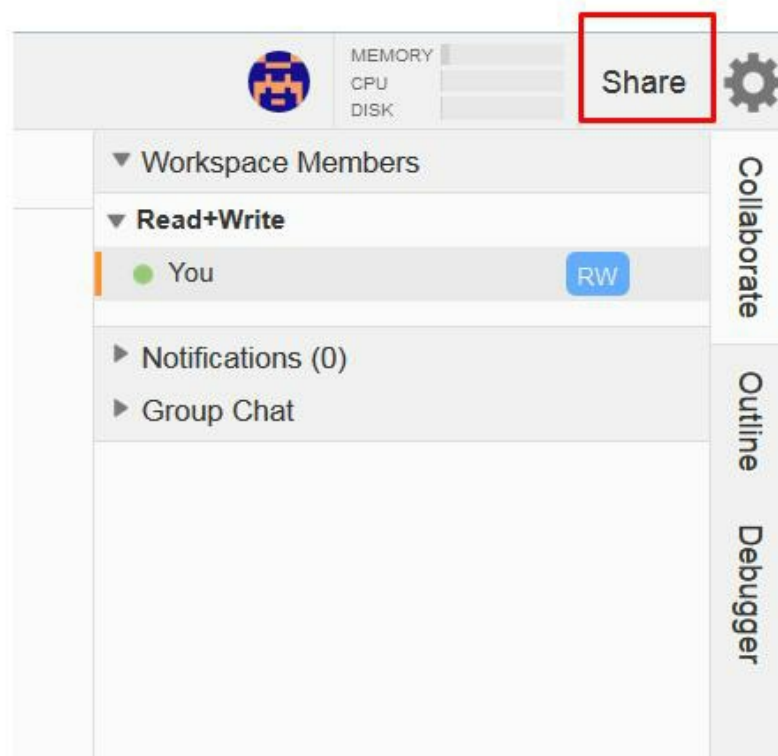 MEMORY
CPU
DISK
Share
Workspace Members
Read+Write
You
RW
Notifications (0)
Group Chat
Collaborate
Outline
Debugger